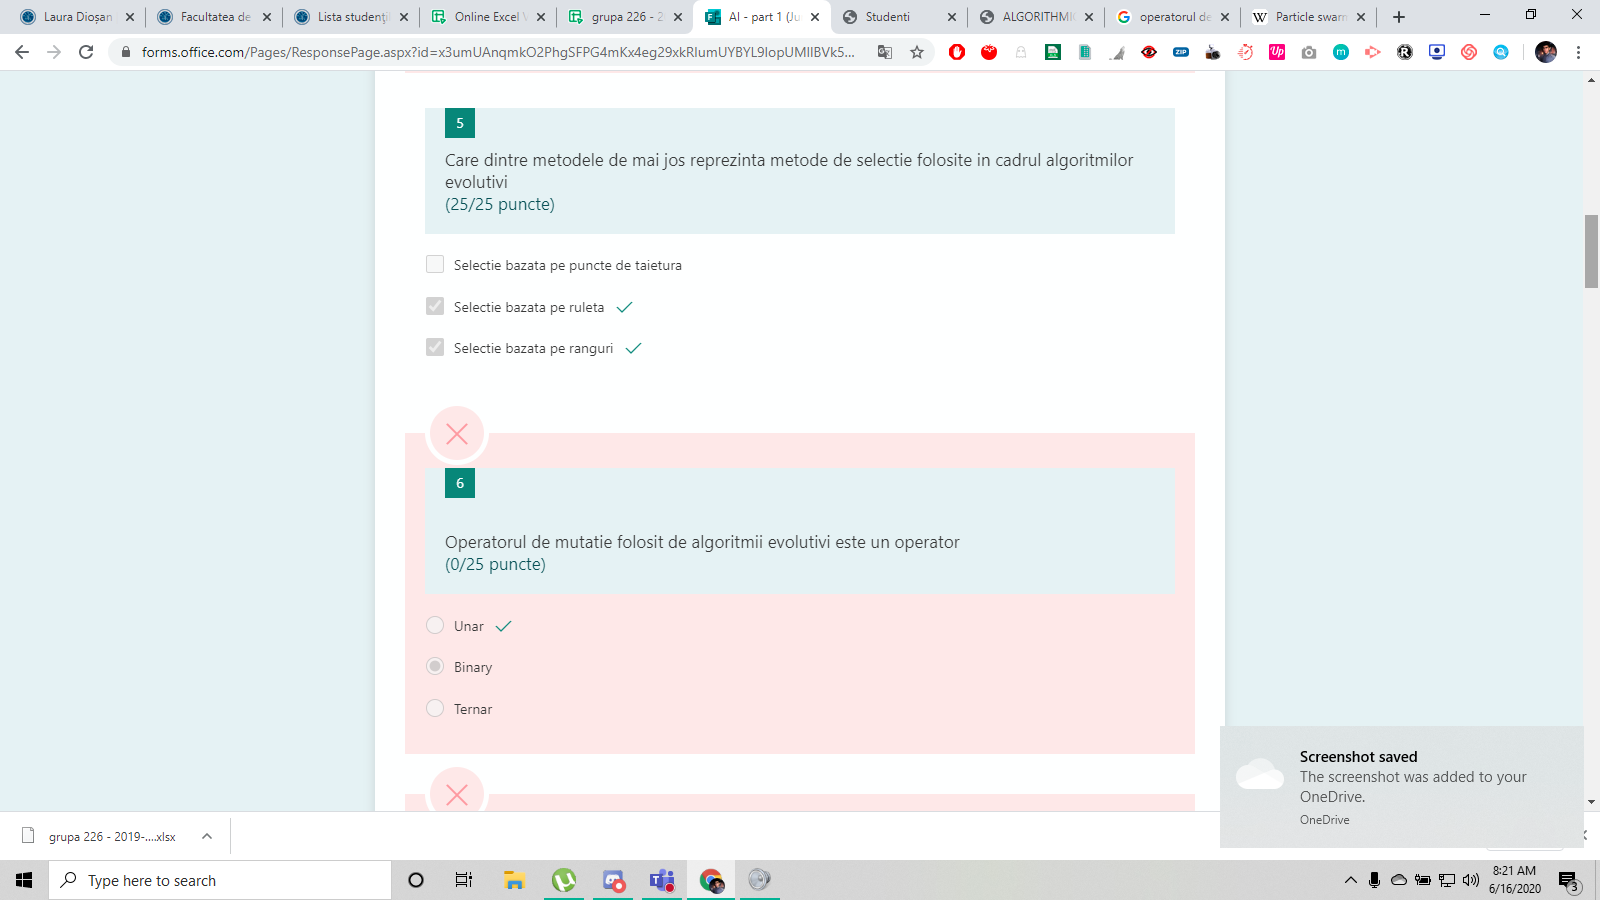 Laura Dioșan
Facultatea de
Lista studenți
Online Excel V
grupa 226 - 2
AI - part 1 (Ju
Studenti
ALGORITHMI
operatorul de
Particle swarm
forms.office.com/Pages/ResponsePage.aspx?id=x3umUAnqmkO2PhgSFPG4mKx4eg29xkRIumUYBYL9IopUMllBVk5...
5
Care dintre metodele de mai jos reprezinta metode de selectie folosite in cadrul algoritmilor
evolutivi
(25/25 puncte)
Selectie bazata pe puncte de taietura
Selectie bazata pe ruleta
Selectie bazata pe ranguri
6
Operatorul de mutatie folosit de algoritmii evolutivi este un operator
(0/25 puncte)
Unar
Binary
Ternar
Screenshot saved
The screenshot was added to your
OneDrive.
OneDrive
grupa 226 - 2019-....xlsx
Type here to search
8:21 AM
6/16/2020
3